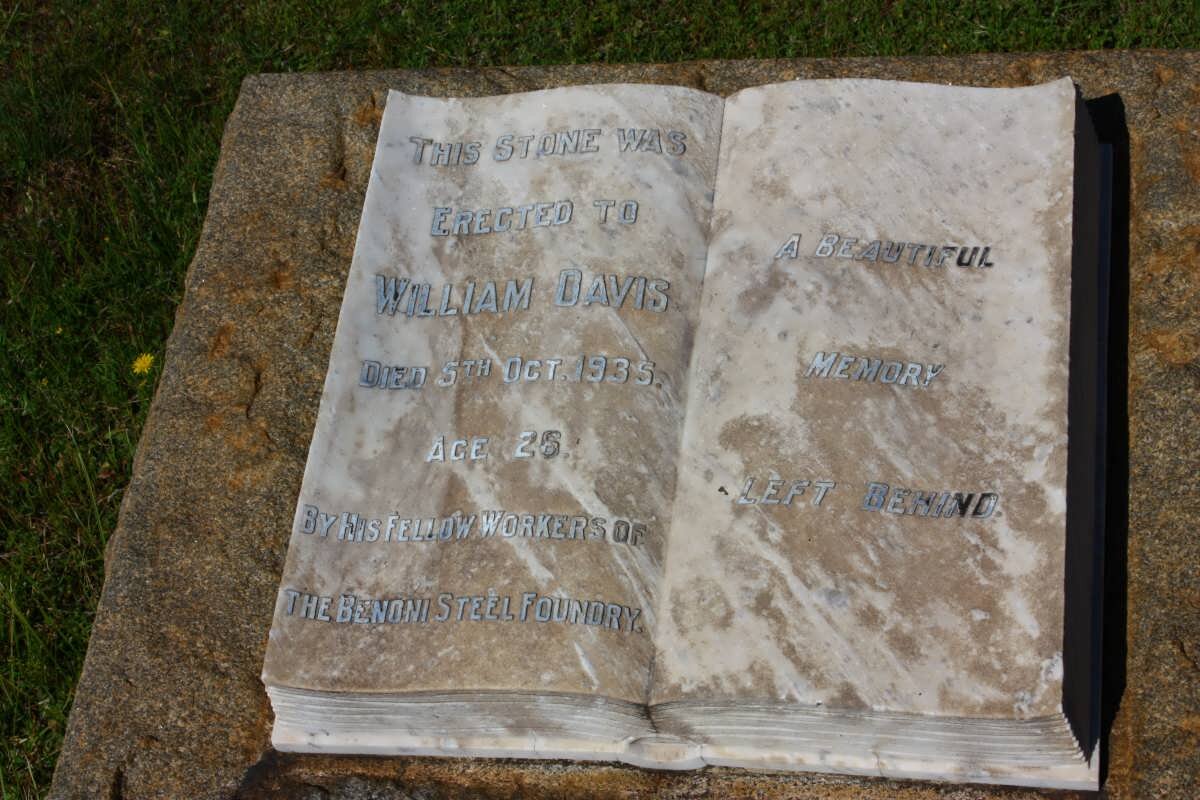 THIS STONE WAS
ERECTED TO
WILLIAM DAVIS
DIED 5TH OCT. 1935.
AGE 26.
BY HIS FELLOW WORKERS OF
THE BENONI STEEL FOUNDRY.
A BEAUTIFUL
MEMORY
LEFT BEHIND.